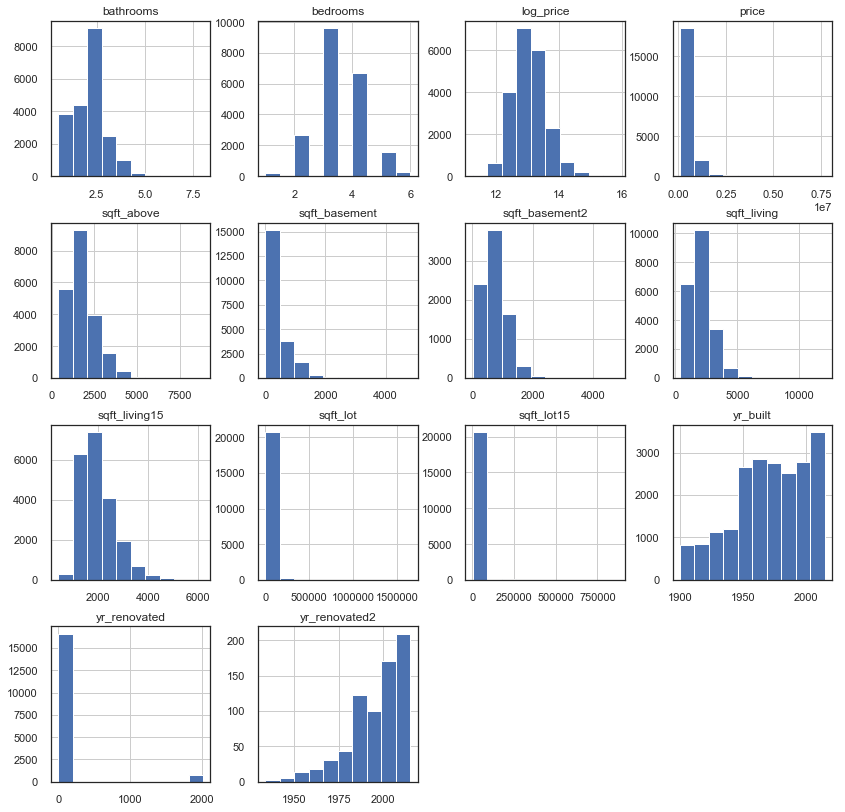 bathrooms
8000
6000
4000
2000
0
2.5 5.0 7.5
bedrooms
10000
8000
6000
4000
2000
0
2 4 6
log_price
6000
4000
2000
0
12 14 16
price
15000
10000
5000
0
0.00 0.25 0.50 0.75
1e7
sqft_above
8000
6000
4000
2000
0
0 2500 5000 7500
sqft_basement
15000
12500
10000
7500
5000
2500
0
0 2000 4000
sqft_basement2
3000
2000
1000
0
0 2000 4000
sqft_living
10000
8000
6000
4000
2000
0
0 5000 10000
sqft_living15
6000
4000
2000
0
2000 4000 6000
sqft_lot
20000
15000
10000
5000
0
0 500000 1000000 1500000
sqft_lot15
20000
15000
10000
5000
0
0 250000 500000 750000
yr_built
3000
2000
1000
0
1900 1950 2000
yr_renovated
15000
12500
10000
7500
5000
2500
0
0 1000 2000
yr_renovated2
200
150
100
50
0
1950 1975 2000